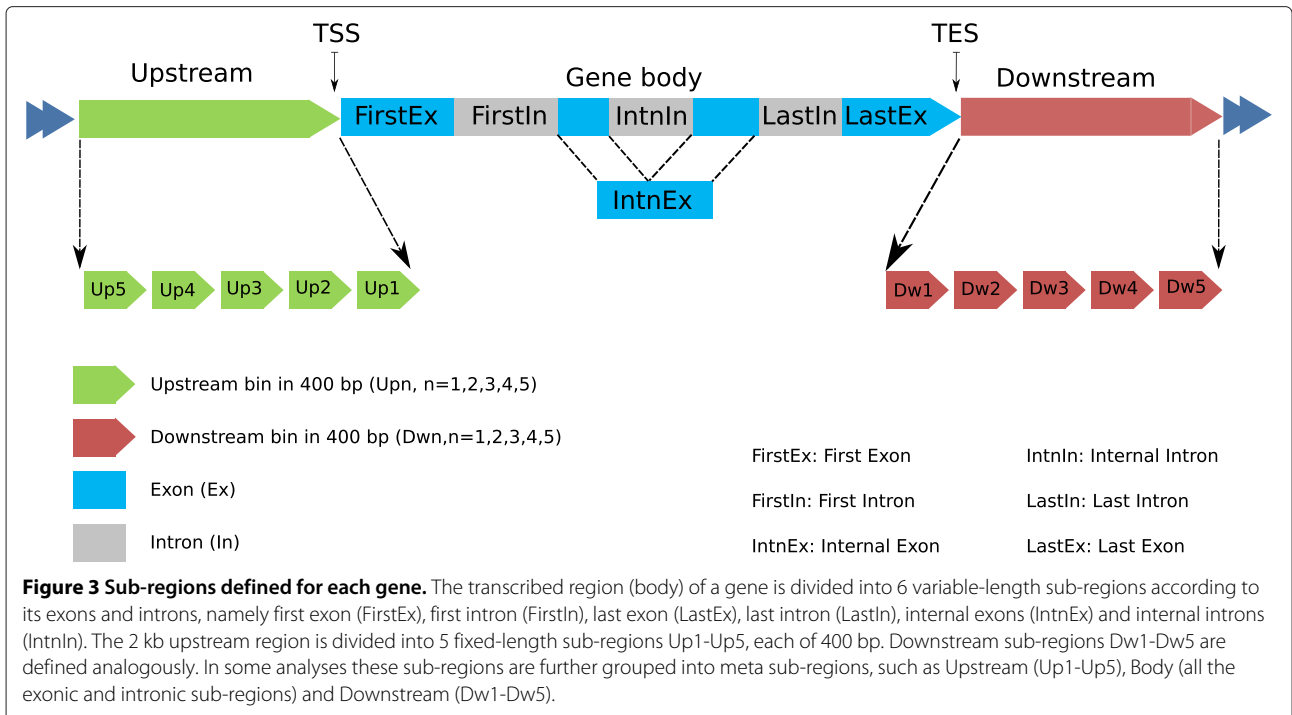 TSS
TES
Upstream
Gene body
Downstream
FirstEx
FirstIn
IntnIn
LastIn
LastEx
IntnEx
Up5
Up4
Up3
Up2
Up1
Dw1
Dw2
Dw3
Dw4
Dw5
Upstream bin in 400 bp (Upn, n=1,2,3,4,5)
Downstream bin in 400 bp (Dwn,n=1,2,3,4,5)
Exon (Ex)
Intron (In)
FirstEx: First Exon
IntnIn: Internal Intron
FirstIn: First Intron
LastIn: Last Intron
IntnEx: Internal Exon
LastEx: Last Exon
Figure 3 Sub-regions defined for each gene. The transcribed region (body) of a gene is divided into 6 variable-length sub-regions according to
its exons and introns, namely first exon (FirstEx), first intron (FirstIn), last exon (LastEx), last intron (LastIn), internal exons (IntnEx) and internal introns
(IntnIn). The 2 kb upstream region is divided into 5 fixed-length sub-regions Up1-Up5, each of 400 bp. Downstream sub-regions Dw1-Dw5 are
defined analogously. In some analyses these sub-regions are further grouped into meta sub-regions, such as Upstream (Up1-Up5), Body (all the
exonic and intronic sub-regions) and Downstream (Dw1-Dw5).